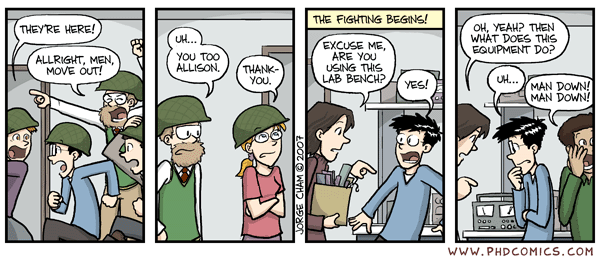 THEY'RE HERE!
ALLRIGHT, MEN,
MOVE OUT!
UH...
YOU TOO
ALLISON.
THANK-
YOU.
JORGE CHAM © 2007
THE FIGHTING BEGINS!
EXCUSE ME,
ARE YOU
USING THIS
LAB BENCH?
YES!
OH, YEAH? THEN
WHAT DOES THIS
EQUIPMENT DO?
UH...
MAN DOWN!
MAN DOWN!
WWW.PHDCOMICS.COM